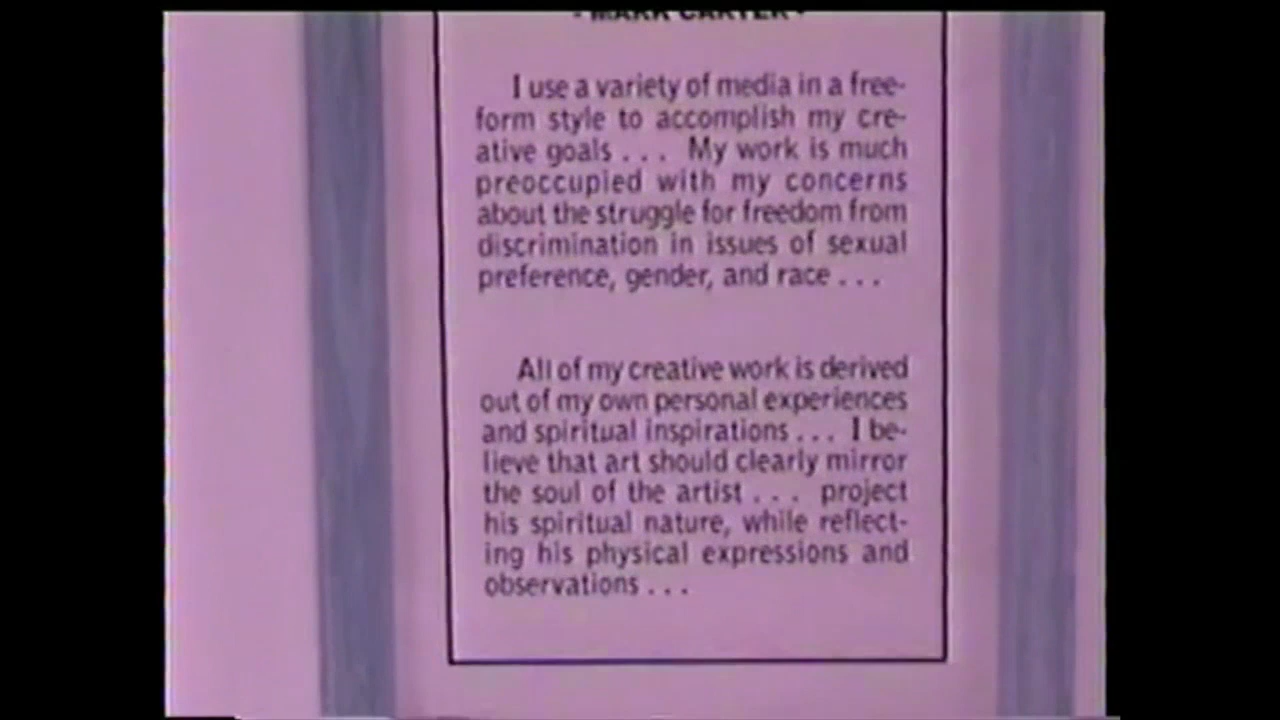 - MARK CARTER -
I use a variety of media in a free-
form style to accomplish my cre-
ative goals . . . My work is much
preoccupied with my concerns
about the struggle for freedom from
discrimination in issues of sexual
preference, gender, and race . . .
All of my creative work is derived
out of my own personal experiences
and spiritual inspirations . . . I be-
lieve that art should clearly mirror
the soul of the artist . . . project
his spiritual nature, while reflect-
ing his physical expressions and
observations . . .